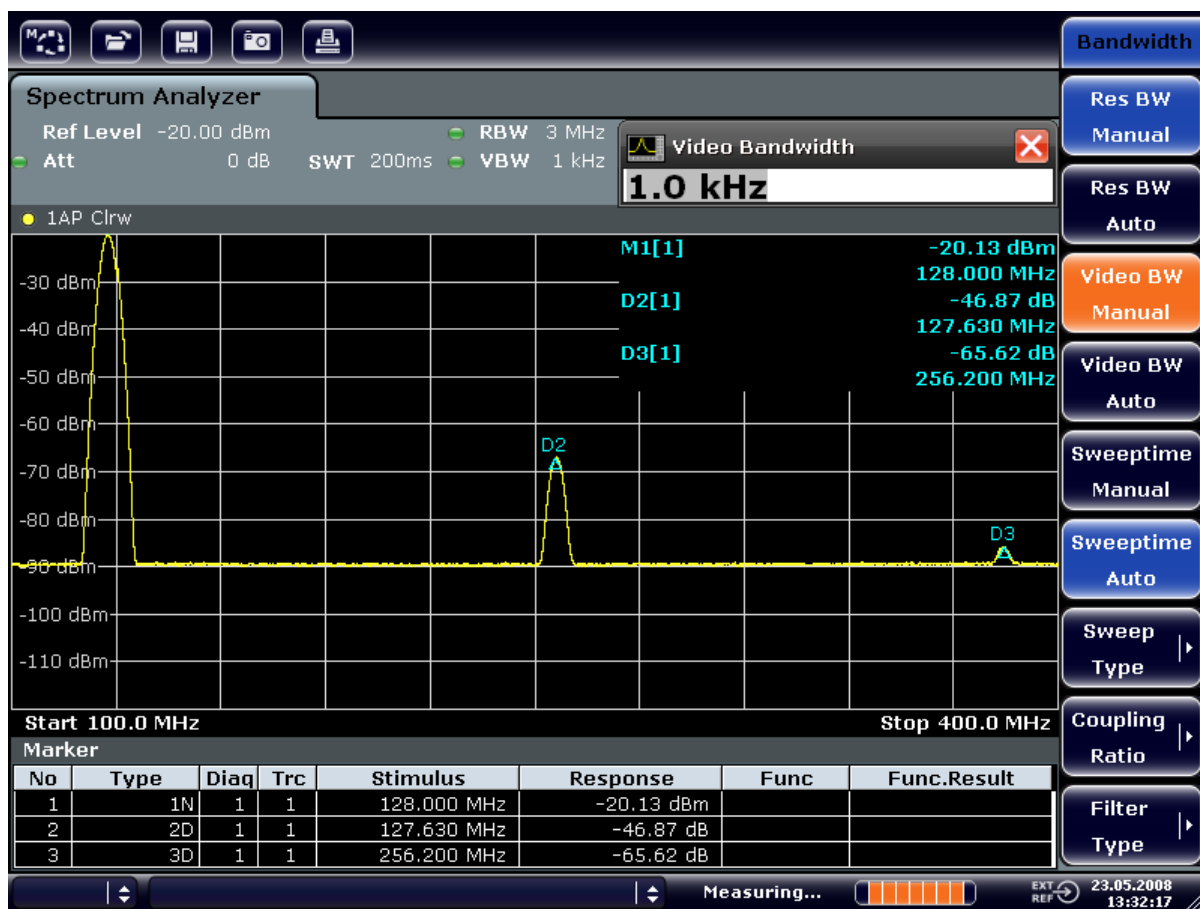 M
Bandwidth
Spectrum Analyzer
Ref Level -20.00 dBm
RBW 3 MHz
Att 0 dB SWT 200ms VBW 1 kHz
Video Bandwidth
1.0 kHz
1AP Clrw
M1[1] -20.13 dBm
128.000 MHz
D2[1] -46.87 dB
127.630 MHz
D3[1] -65.62 dB
256.200 MHz
-30 dBm
-40 dBm
-50 dBm
-60 dBm
-70 dBm
-80 dBm
-90 dBm
-100 dBm
-110 dBm
D2
D3
Start 100.0 MHz Stop 400.0 MHz
Marker
No Type Diaq Trc Stimulus Response Func Func.Result
1 1N 1 1 128.000 MHz -20.13 dBm
2 2D 1 1 127.630 MHz -46.87 dB
3 3D 1 1 256.200 MHz -65.62 dB
Res BW
Manual
Res BW
Auto
Video BW
Manual
Video BW
Auto
Sweeptime
Manual
Sweeptime
Auto
Sweep
Type
Coupling
Ratio
Filter
Type
Measuring...
EXT
REF
23.05.2008
13:32:17